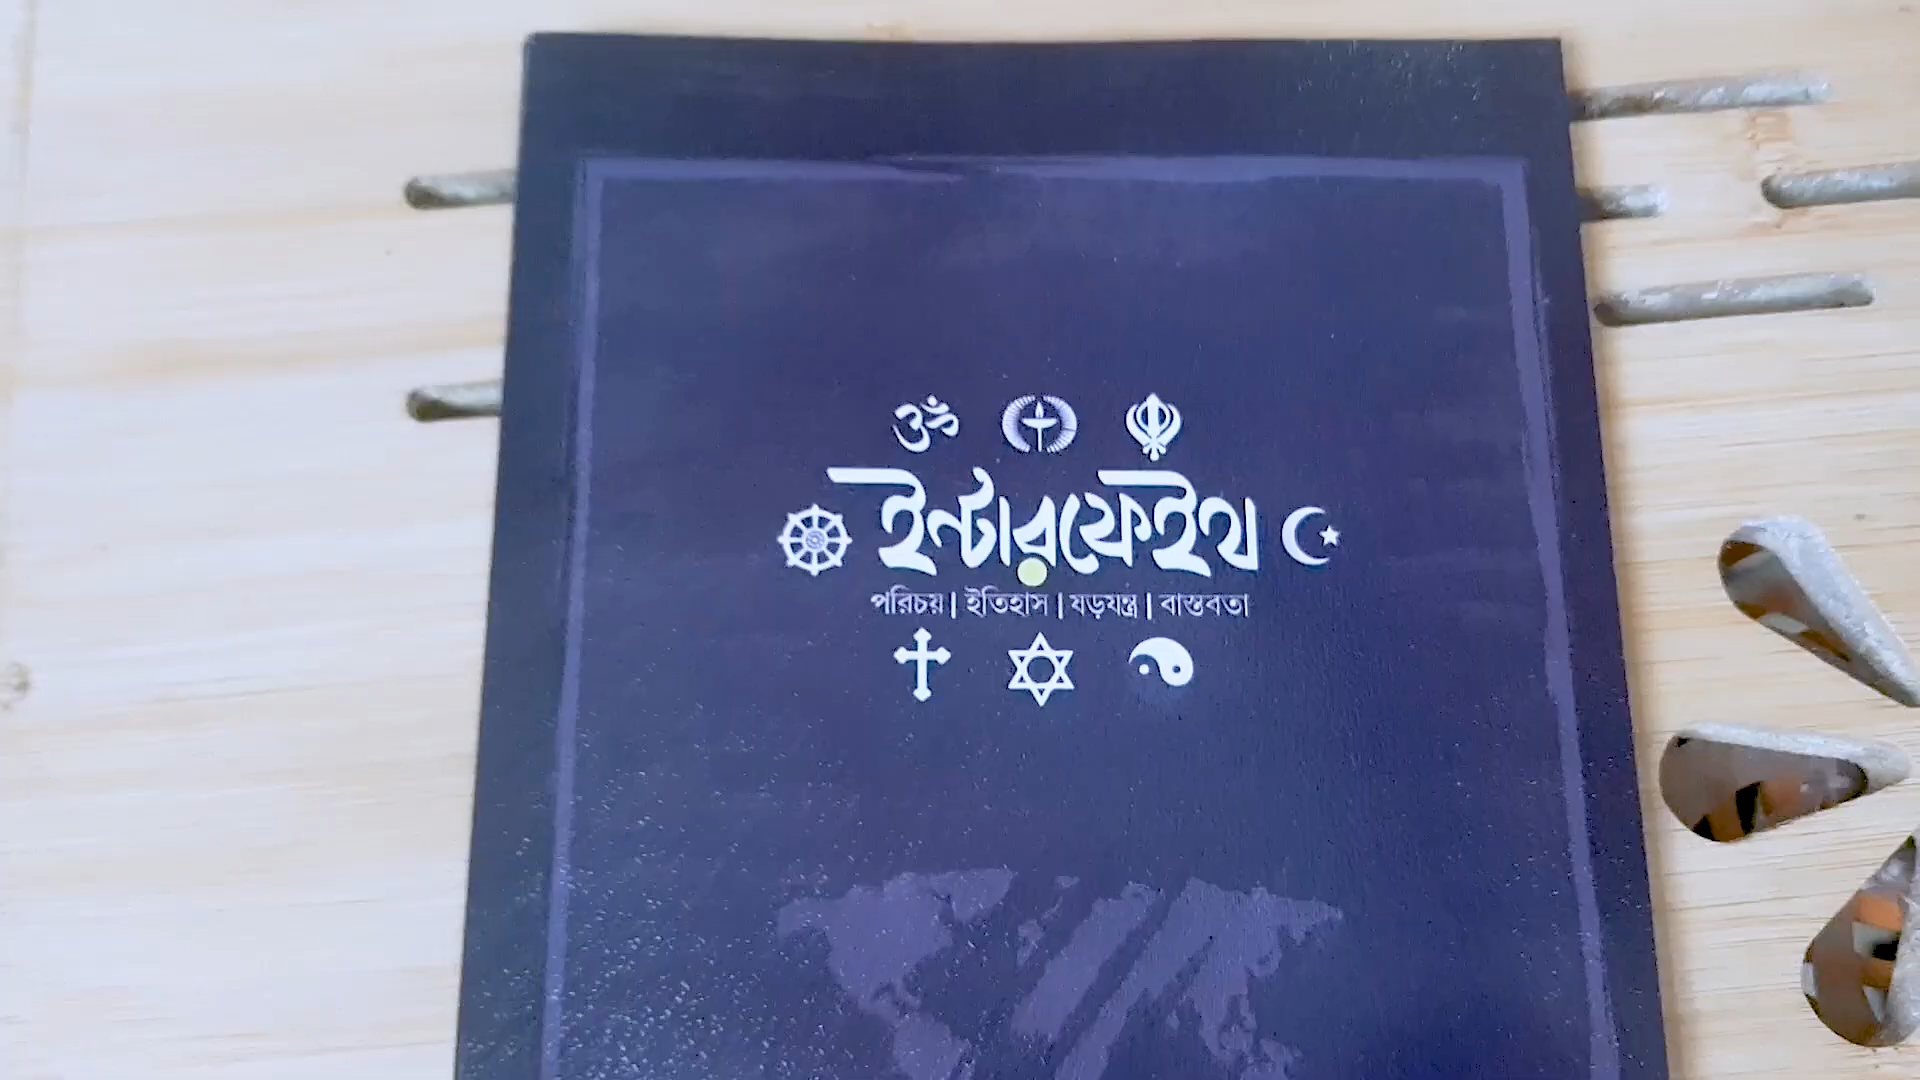 ইন্টারফেইথ
পরিচয় | ইতিহাস | ষড়যন্ত্র | বাস্তবতা